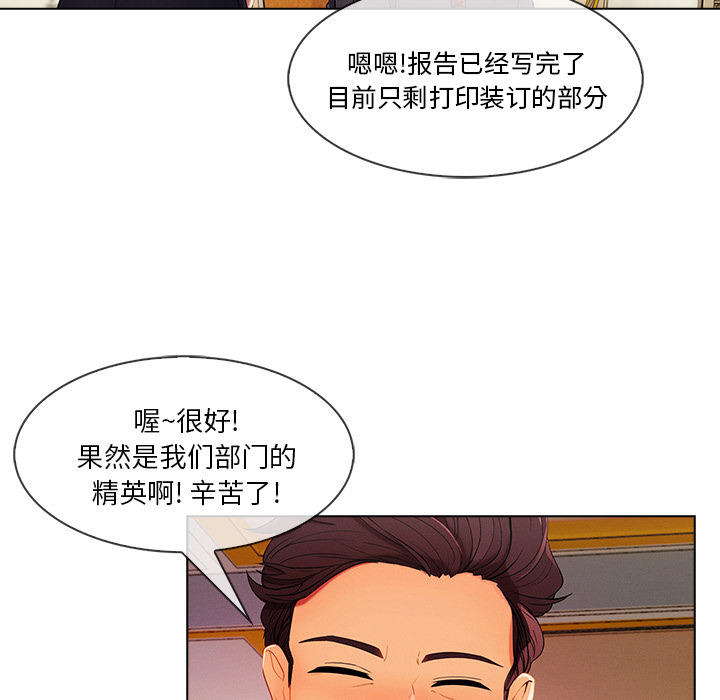 嗯嗯!报告已经写完了
目前只剩打印装订的部分
喔~很好!
果然是我们部门的
精英啊! 辛苦了!